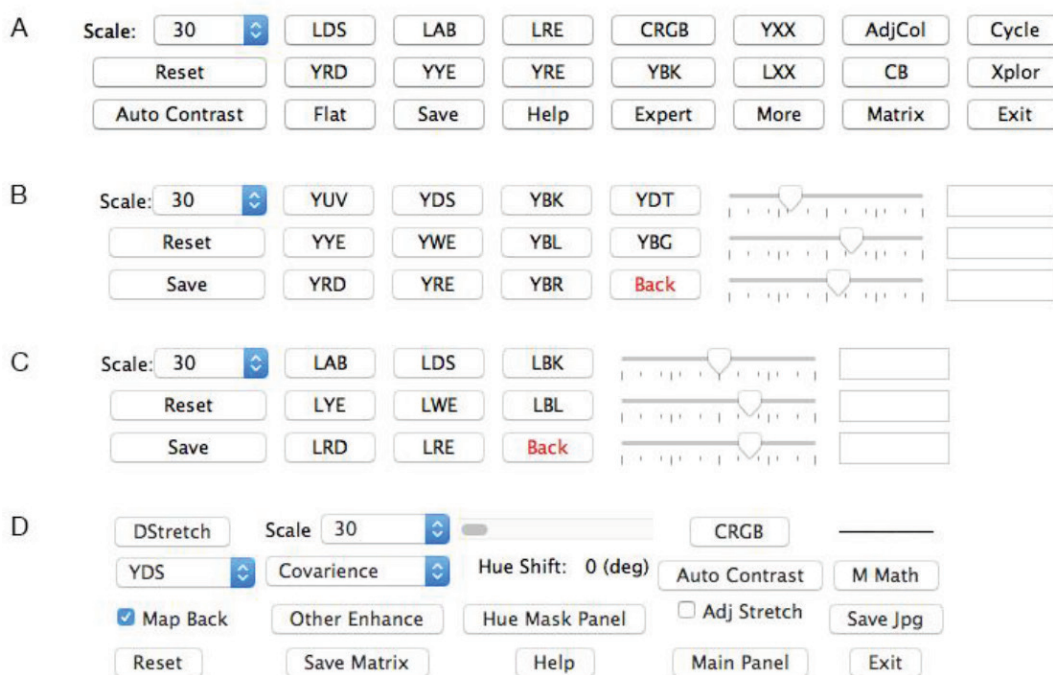 A Scale: 30 LDS LAB LRE CRGB YXX AdjCol Cycle
Reset YRD YYE YRE YBK LXX CB Xplor
Auto Contrast Flat Save Help Expert More Matrix Exit
B Scale: 30 YUV YDS YBK YDT
Reset YYE YWE YBL YBG
Save YRD YRE YBR Back
C Scale: 30 LAB LDS LBK
Reset LYE LWE LBL
Save LRD LRE Back
D DStretch Scale 30 CRGB
YDS Covarience Hue Shift: 0 (deg) Auto Contrast M Math
Map Back Other Enhance Hue Mask Panel Adj Stretch Save Jpg
Reset Save Matrix Help Main Panel Exit